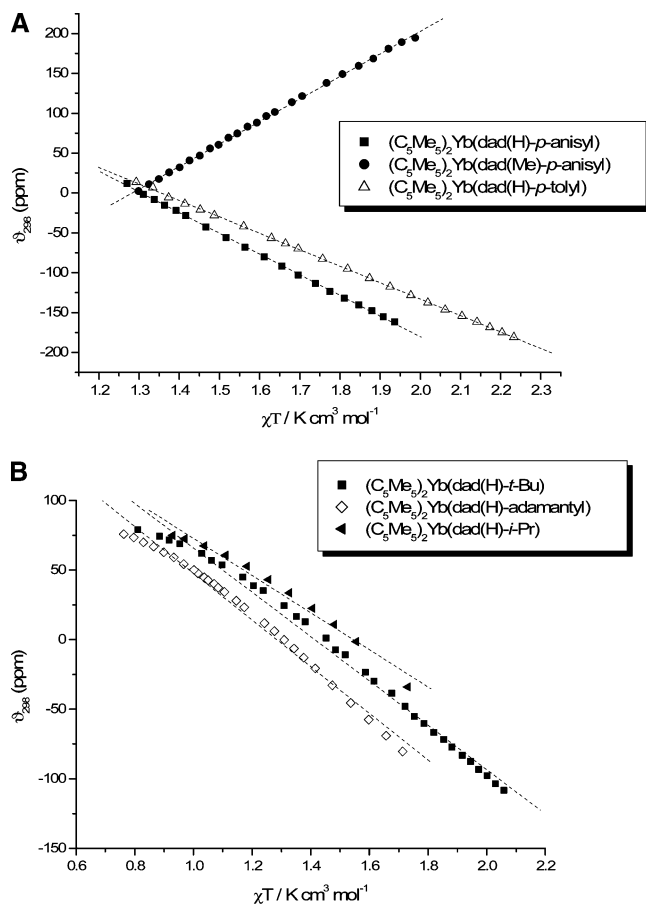 A
200
150
100
50
0
-50
-100
-150
-200
ϑ298 (ppm)
(C5Me5)2Yb(dad(H)-p-anisyl)
(C5Me5)2Yb(dad(Me)-p-anisyl)
(C5Me5)2Yb(dad(H)-p-tolyl)
1.2 1.3 1.4 1.5 1.6 1.7 1.8 1.9 2.0 2.1 2.2 2.3
χT / K cm3 mol-1
B
(C5Me5)2Yb(dad(H)-t-Bu)
(C5Me5)2Yb(dad(H)-adamantyl)
(C5Me5)2Yb(dad(H)-i-Pr)
100
50
0
-50
-100
-150
ϑ298 (ppm)
0.6 0.8 1.0 1.2 1.4 1.6 1.8 2.0 2.2
χT / K cm3 mol-1